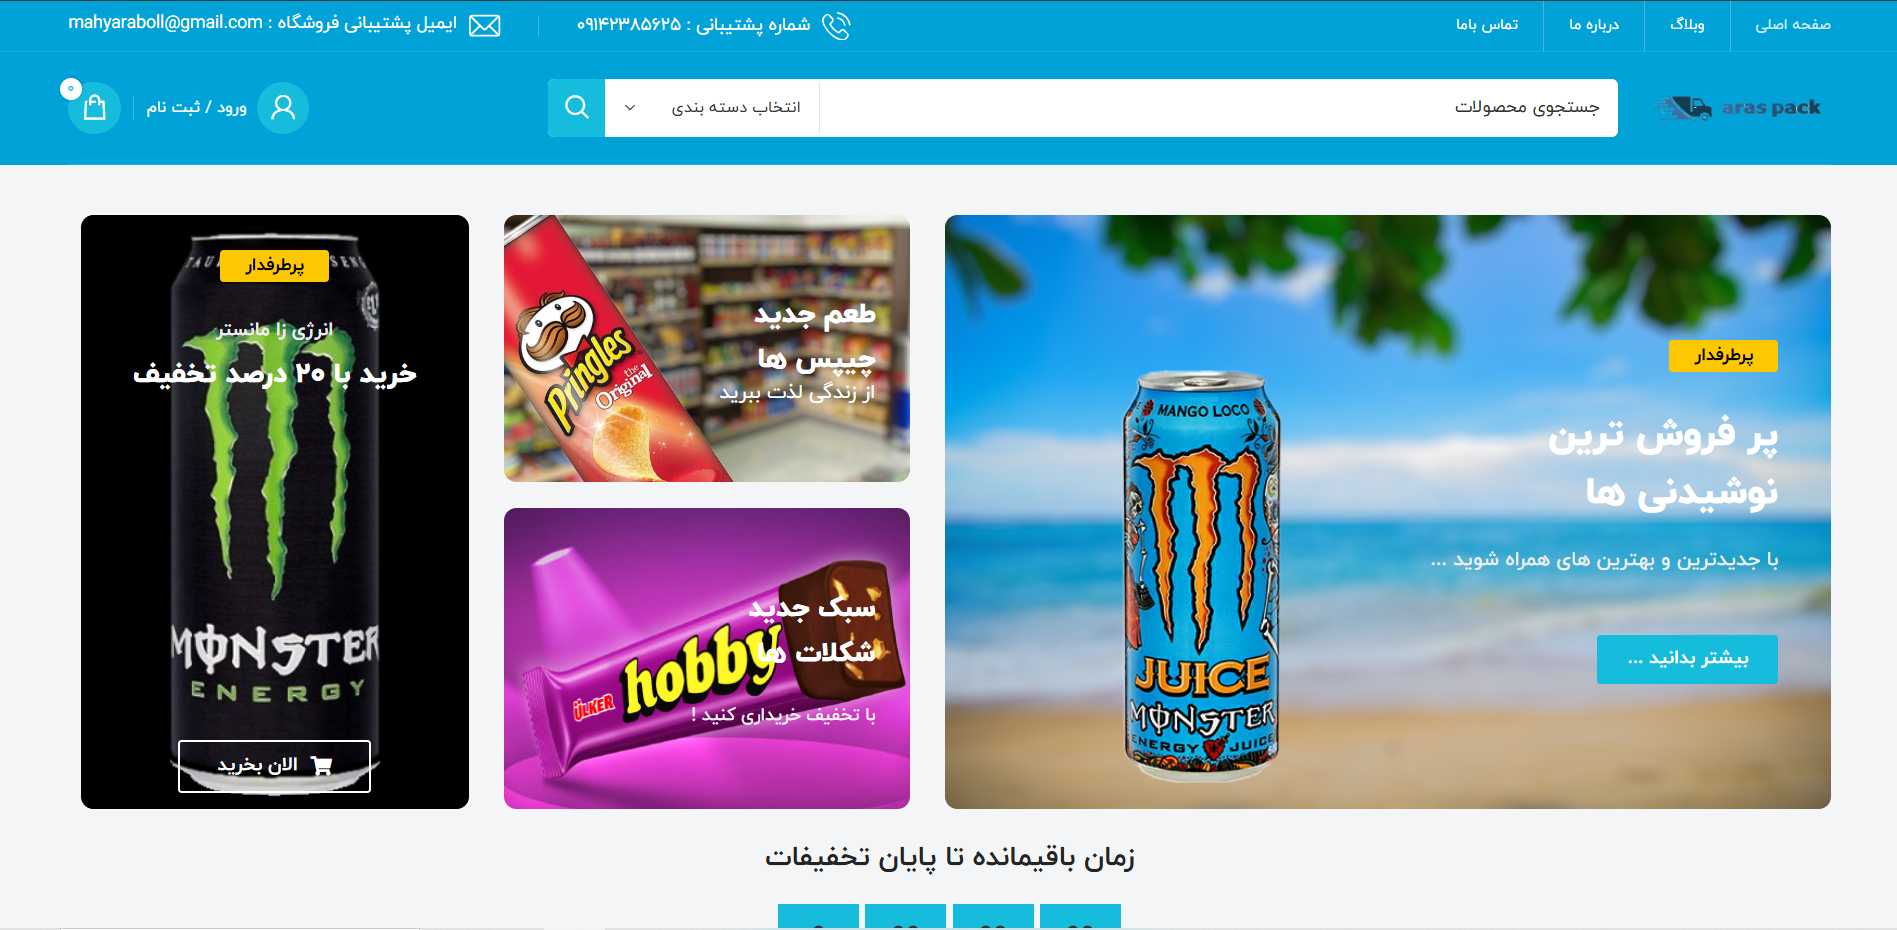 صفحه اصلی
وبلاگ
درباره ما
تماس باما
شماره پشتیبانی : ۰۹۱۴۲۳۸۵۶۲۵
ایمیل پشتیبانی فروشگاه : mahyaraboll@gmail.com
aras pack
جستجوی محصولات
انتخاب دسته بندی
ورود / ثبت نام
۰
پرطرفدار
پر فروش ترین
نوشیدنی ها
با جدیدترین و بهترین های همراه شوید ...
بیشتر بدانید ...
MANGO LOCO
JUICE
MONSTER
ENERGY JUICE
طعم جدید
چیپس ها
از زندگی لذت ببرید
Pringles
the
Original
سبک جدید
شکلات ها
با تخفیف خریداری کنید !
ÜLKER
hobby
پرطرفدار
انرژی زا مانستر
خرید با ۲۰ درصد تخفیف
MONSTER
ENERGY
الان بخرید
زمان باقیمانده تا پایان تخفیفات